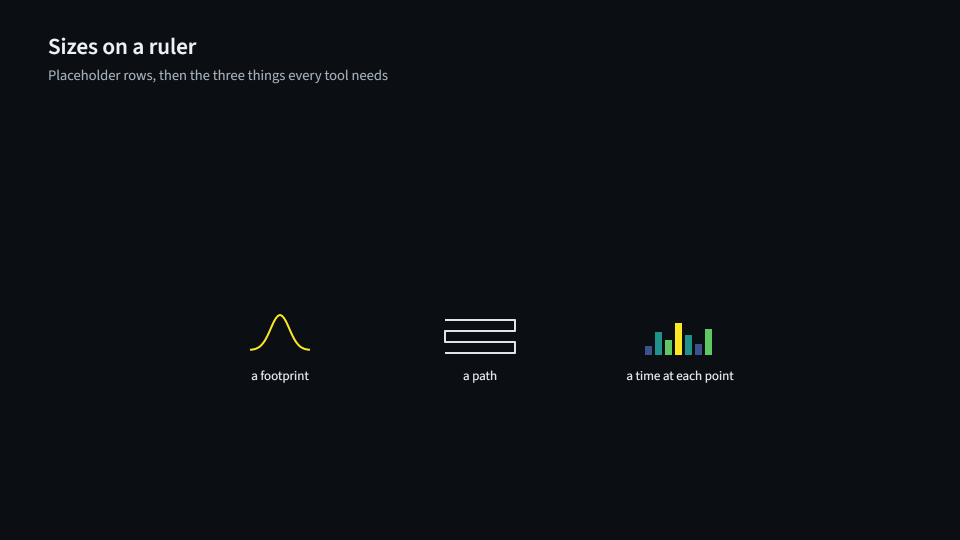 Sizes on a ruler
Placeholder rows, then the three things every tool needs
a footprint
a path
a time at each point